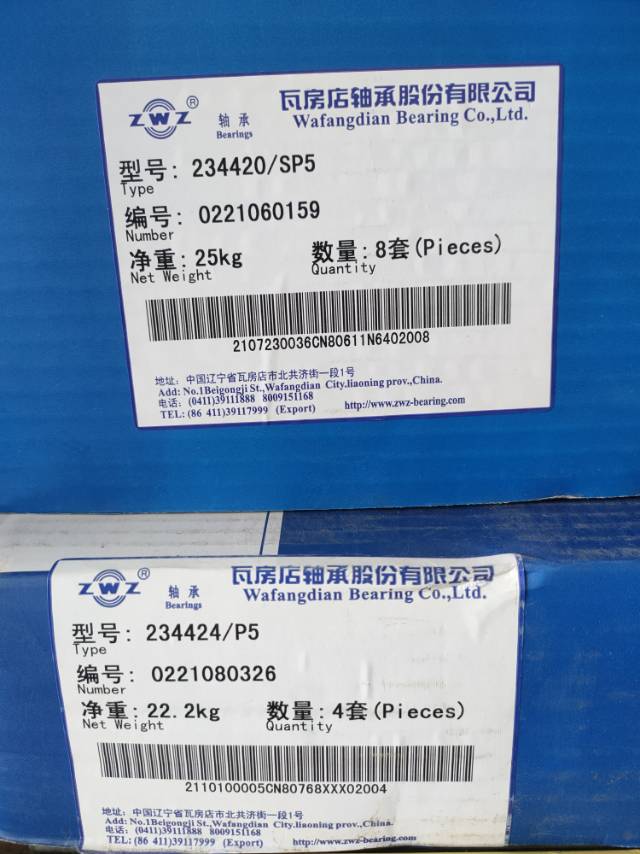 ZWZ® 轴承 瓦房店轴承股份有限公司
Bearings Wafangdian Bearing Co.,Ltd.
型号: 234420/SP5
Type
编号: 0221060159
Number
净重: 25kg 数量: 8套(Pieces)
Net Weight Quantity
2107230036CN80611N6402008
地址: 中国辽宁省瓦房店市北共济街一段1号
Add: No.1Beigongji St.,Wafangdian City.liaoning prov.,China.
电话: (0411)39111888 8009151168
TEL: (86 411)39117999 (Export) http://www.zwz-bearing.com
ZWZ® 轴承 瓦房店轴承股份有限公司
Bearings Wafangdian Bearing Co.,Ltd.
型号: 234424/P5
Type
编号: 0221080326
Number
净重: 22.2kg 数量: 4套(Pieces)
Net Weight Quantity
2110100005CN80768XXX02004
地址: 中国辽宁省瓦房店市北共济街一段1号
Add: No.1Beigongji St.,Wafangdian City.liaoning prov.,China.
电话: (0411)39111888 8009151168
TEL: (86 411)39117999 (Export) http://www.zwz-bearing.com